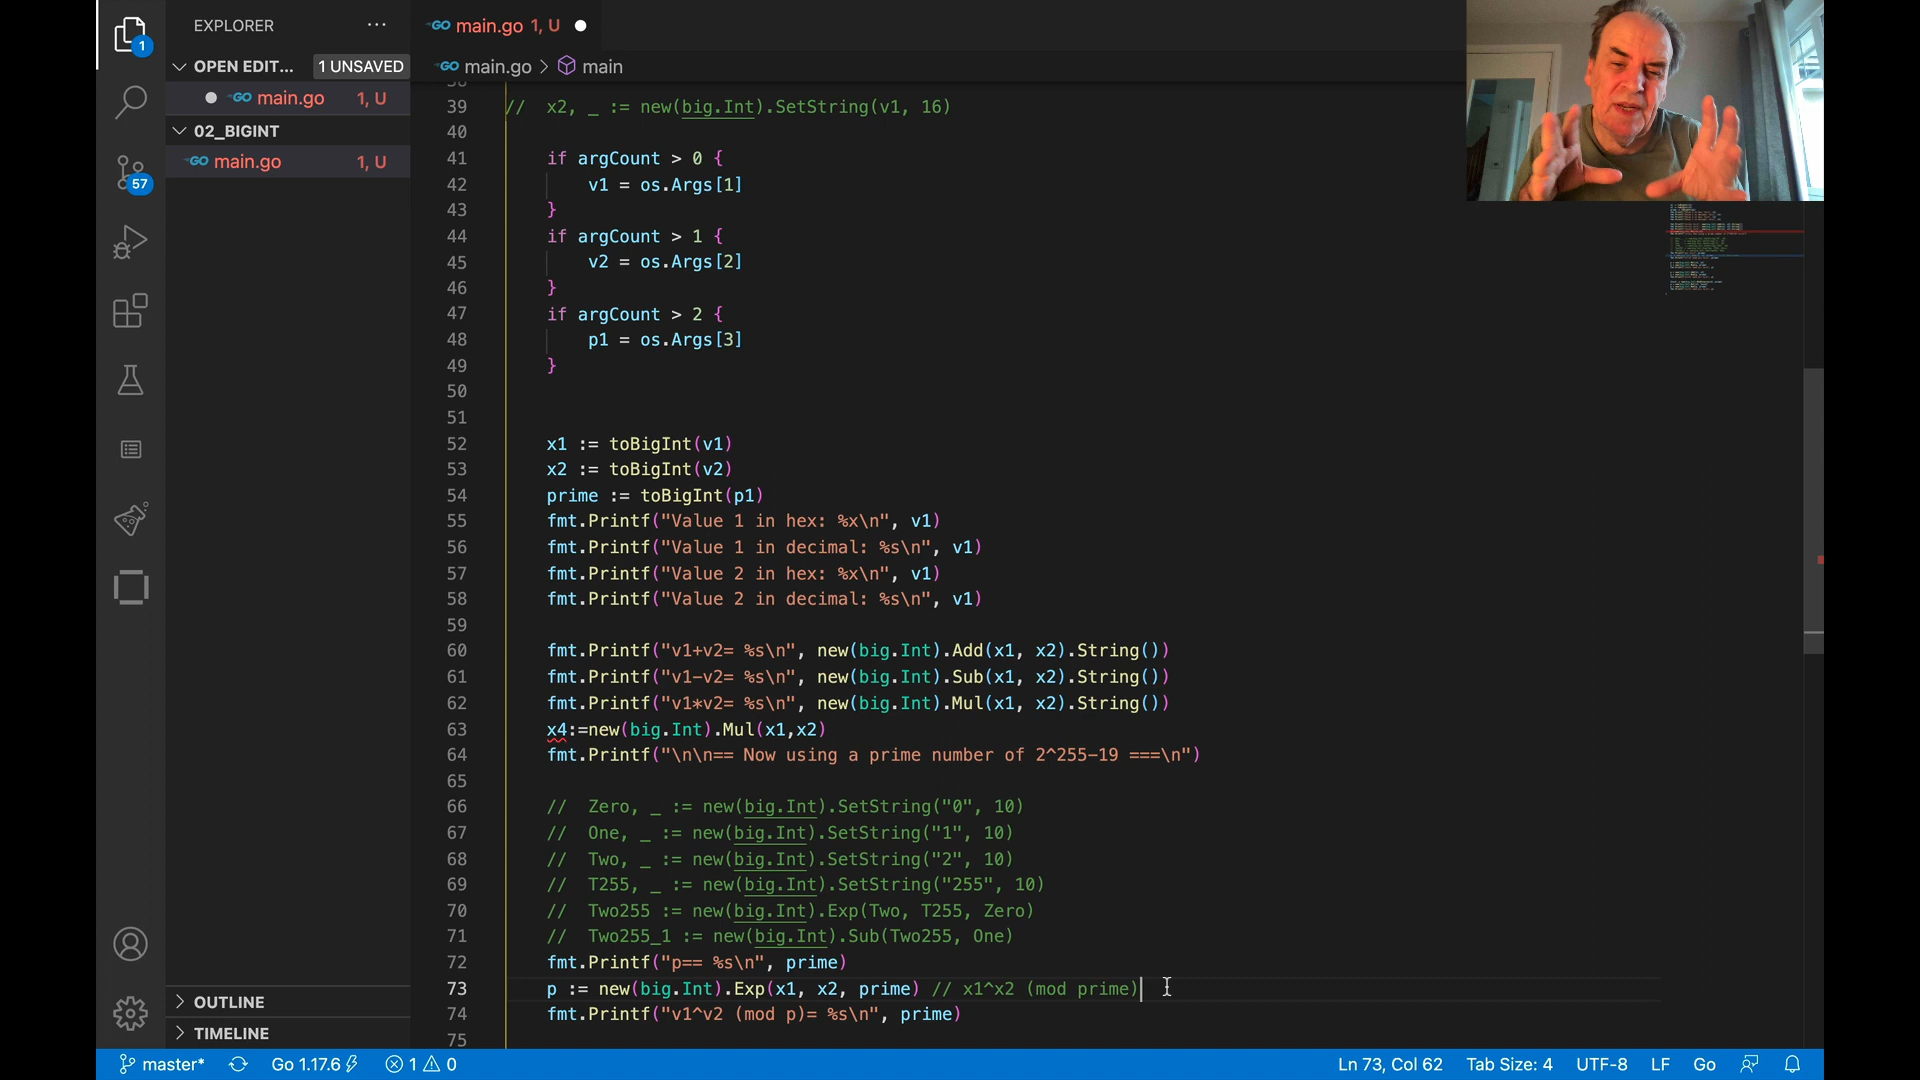 EXPLORER ···
GO main.go 1, U
OPEN EDIT... 1 UNSAVED
GO main.go > main
GO main.go 1, U
02_BIGINT
GO main.go 1, U
1
57
39 // x2, _ := new(big.Int).SetString(v1, 16)
40
41 if argCount > 0 {
42 v1 = os.Args[1]
43 }
44 if argCount > 1 {
45 v2 = os.Args[2]
46 }
47 if argCount > 2 {
48 p1 = os.Args[3]
49 }
50
51
52 x1 := toBigInt(v1)
53 x2 := toBigInt(v2)
54 prime := toBigInt(p1)
55 fmt.Printf("Value 1 in hex: %x\n", v1)
56 fmt.Printf("Value 1 in decimal: %s\n", v1)
57 fmt.Printf("Value 2 in hex: %x\n", v1)
58 fmt.Printf("Value 2 in decimal: %s\n", v1)
59
60 fmt.Printf("v1+v2= %s\n", new(big.Int).Add(x1, x2).String())
61 fmt.Printf("v1-v2= %s\n", new(big.Int).Sub(x1, x2).String())
62 fmt.Printf("v1*v2= %s\n", new(big.Int).Mul(x1, x2).String())
63 x4:=new(big.Int).Mul(x1,x2)
64 fmt.Printf("\n\n== Now using a prime number of 2^255-19 ===\n")
65
66 // Zero, _ := new(big.Int).SetString("0", 10)
67 // One, _ := new(big.Int).SetString("1", 10)
68 // Two, _ := new(big.Int).SetString("2", 10)
69 // T255, _ := new(big.Int).SetString("255", 10)
70 // Two255 := new(big.Int).Exp(Two, T255, Zero)
71 // Two255_1 := new(big.Int).Sub(Two255, One)
72 fmt.Printf("p== %s\n", prime)
73 p := new(big.Int).Exp(x1, x2, prime) // x1^x2 (mod prime)
74 fmt.Printf("v1^v2 (mod p)= %s\n", prime)
75
OUTLINE
TIMELINE
master* Go 1.17.6 1 0 Ln 73, Col 62 Tab Size: 4 UTF-8 LF Go